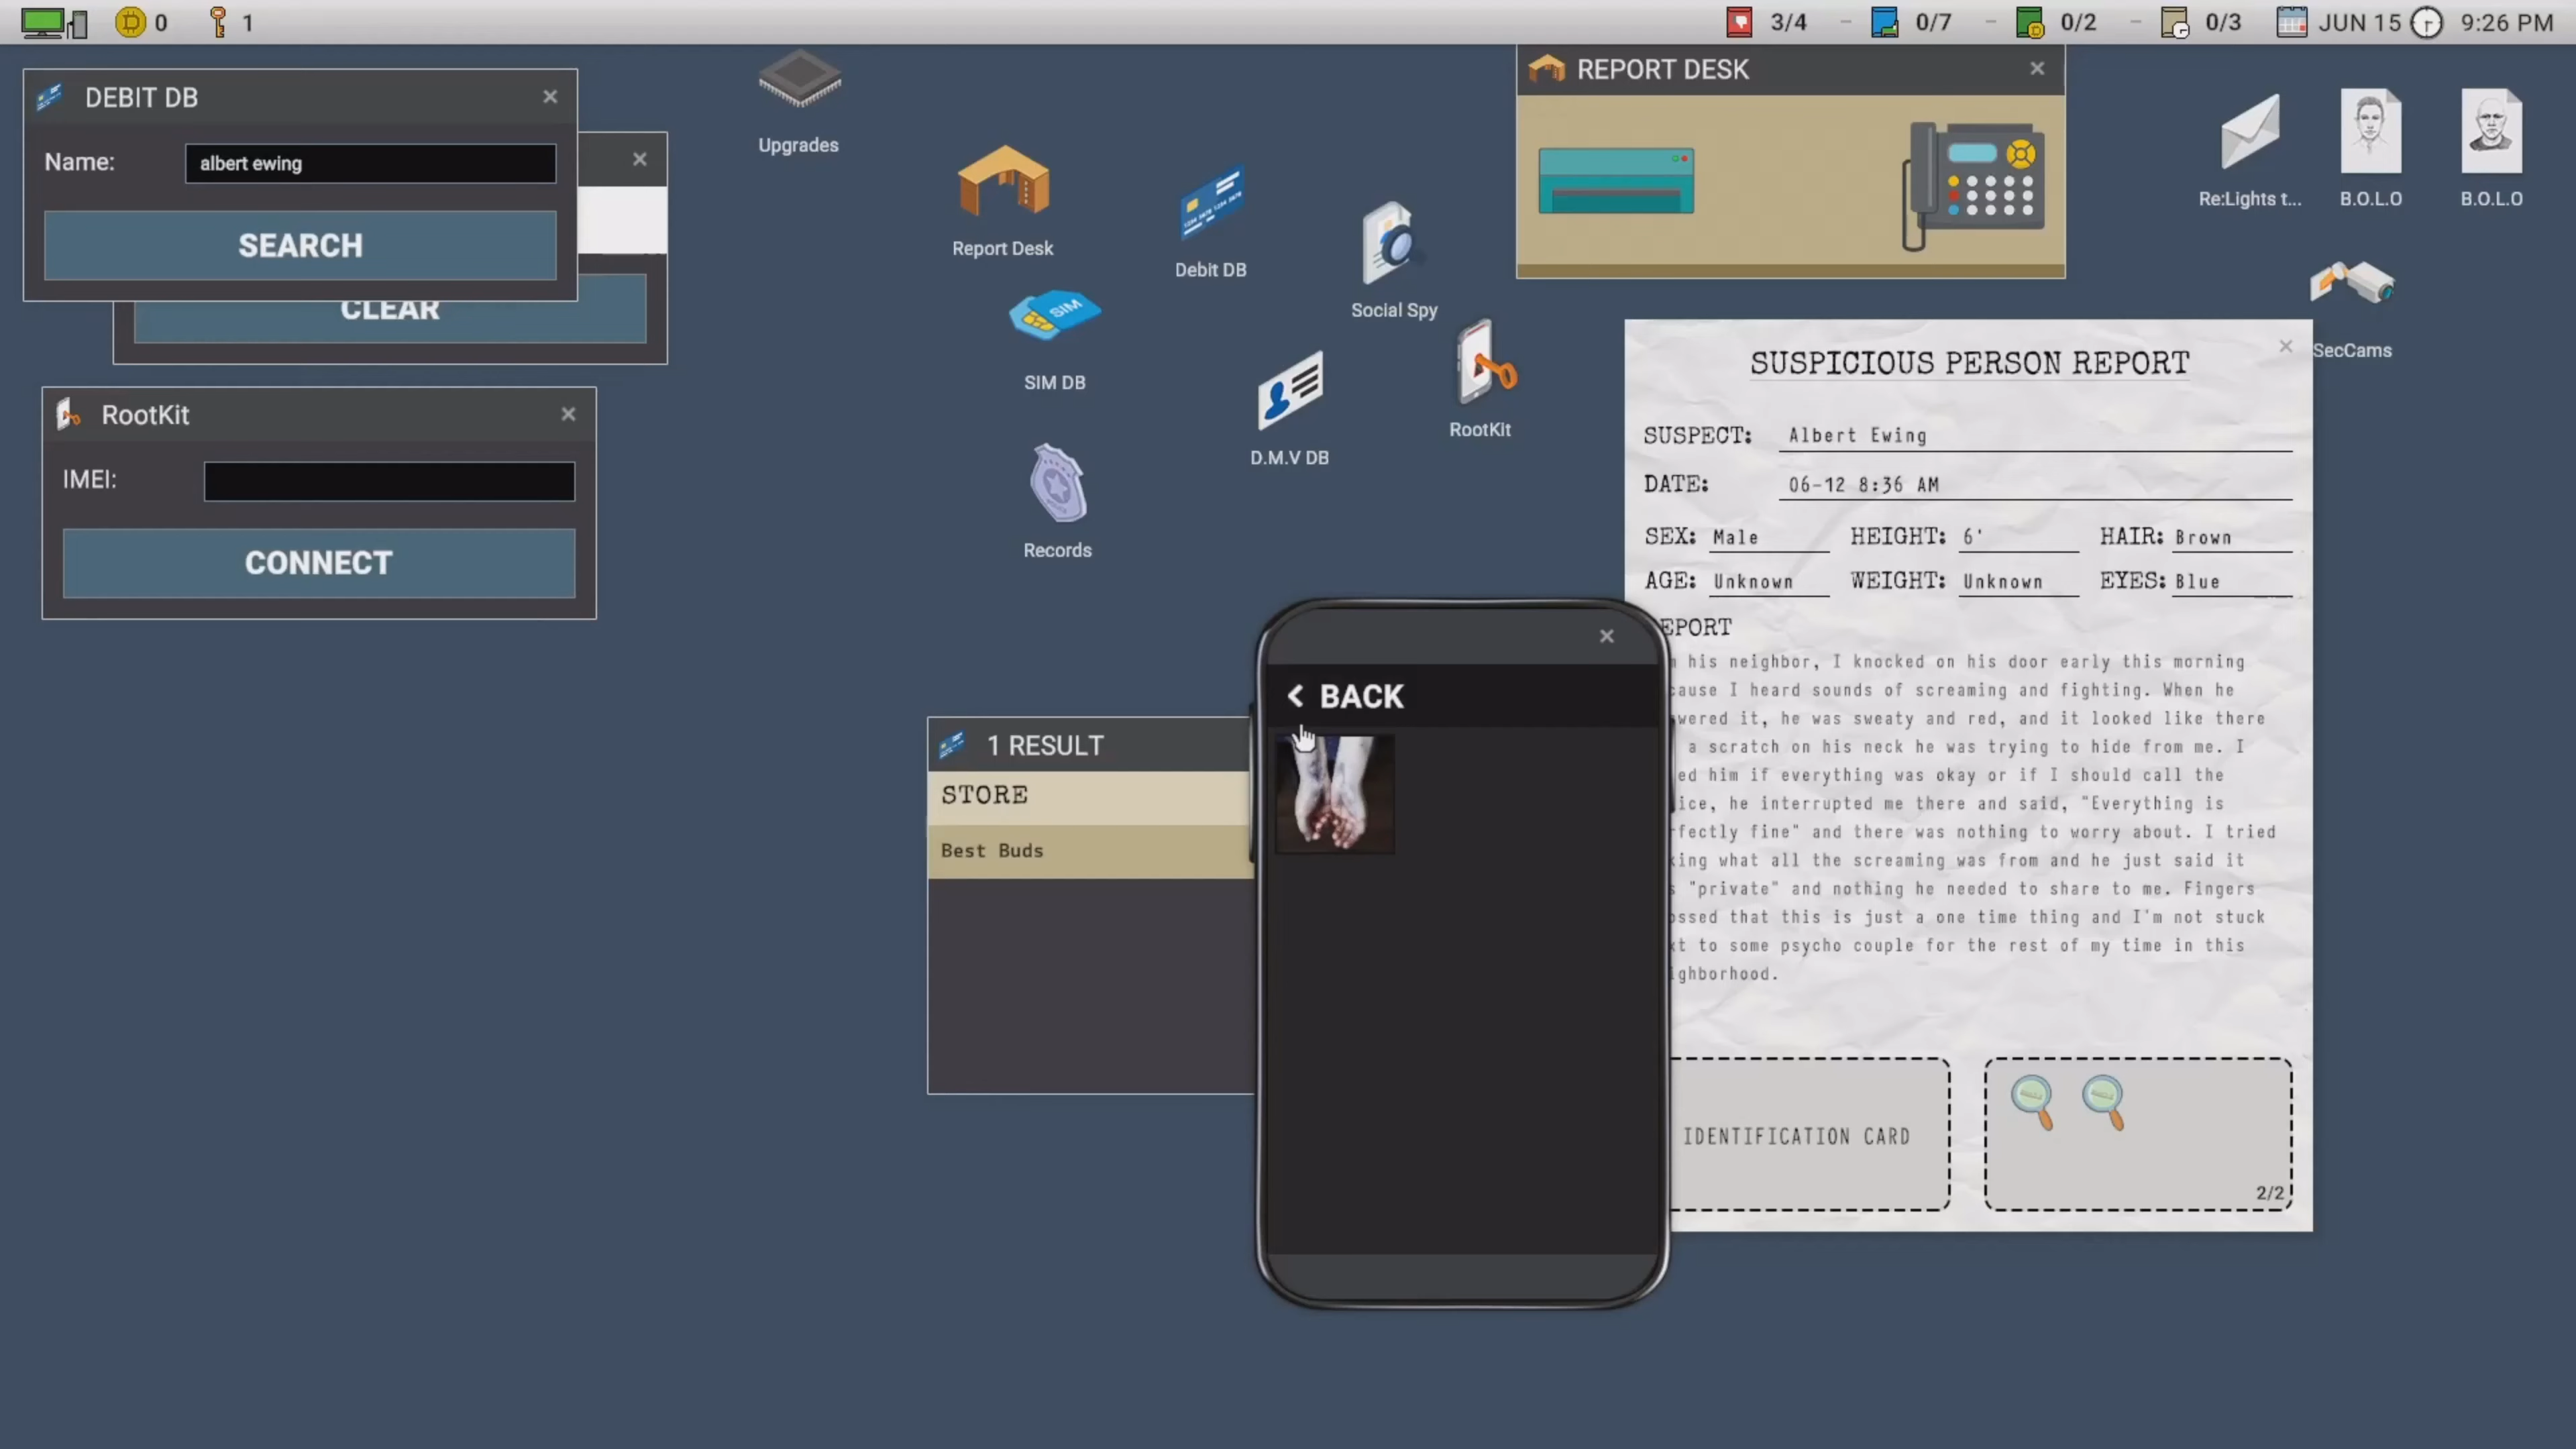 0
1
3/4
0/7
0/2
0/3
JUN 15
9:26 PM
DEBIT DB
Name:
albert ewing
SEARCH
CLEAR
RootKit
IMEI:
CONNECT
Upgrades
Report Desk
Debit DB
Social Spy
SIM
SIM DB
D.M.V DB
RootKit
Records
REPORT DESK
Re:Lights t...
B.O.L.O
B.O.L.O
SecCams
1 RESULT
STORE
Best Buds
BACK
SUSPICIOUS PERSON REPORT
SUSPECT: Albert Ewing
DATE: 06-12 8:36 AM
SEX: Male HEIGHT: 6' HAIR: Brown
AGE: Unknown WEIGHT: Unknown EYES: Blue
EPORT
his neighbor, I knocked on his door early this morning
cause I heard sounds of screaming and fighting. When he
wered it, he was sweaty and red, and it looked like there
a scratch on his neck he was trying to hide from me. I
ed him if everything was okay or if I should call the
ice, he interrupted me there and said, "Everything is
rfectly fine" and there was nothing to worry about. I tried
king what all the screaming was from and he just said it
s "private" and nothing he needed to share to me. Fingers
ossed that this is just a one time thing and I'm not stuck
xt to some psycho couple for the rest of my time in this
ighborhood.
IDENTIFICATION CARD
2/2